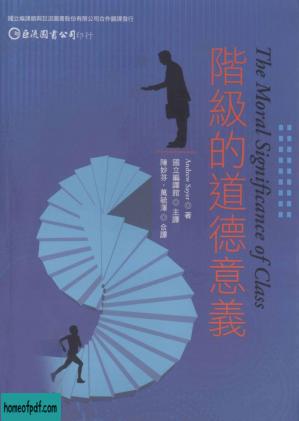 國立編譯館與巨流圖書股份有限公司合作翻譯發行
巨流圖書公司印行
The Moral Significance of Class
階級的道德意義
Andrew Sayer ◎ 著
國立編譯館 ◎ 主譯
陳妙芬、萬毓澤 ◎ 合譯
homeofpdf.com
homeofpdf.com